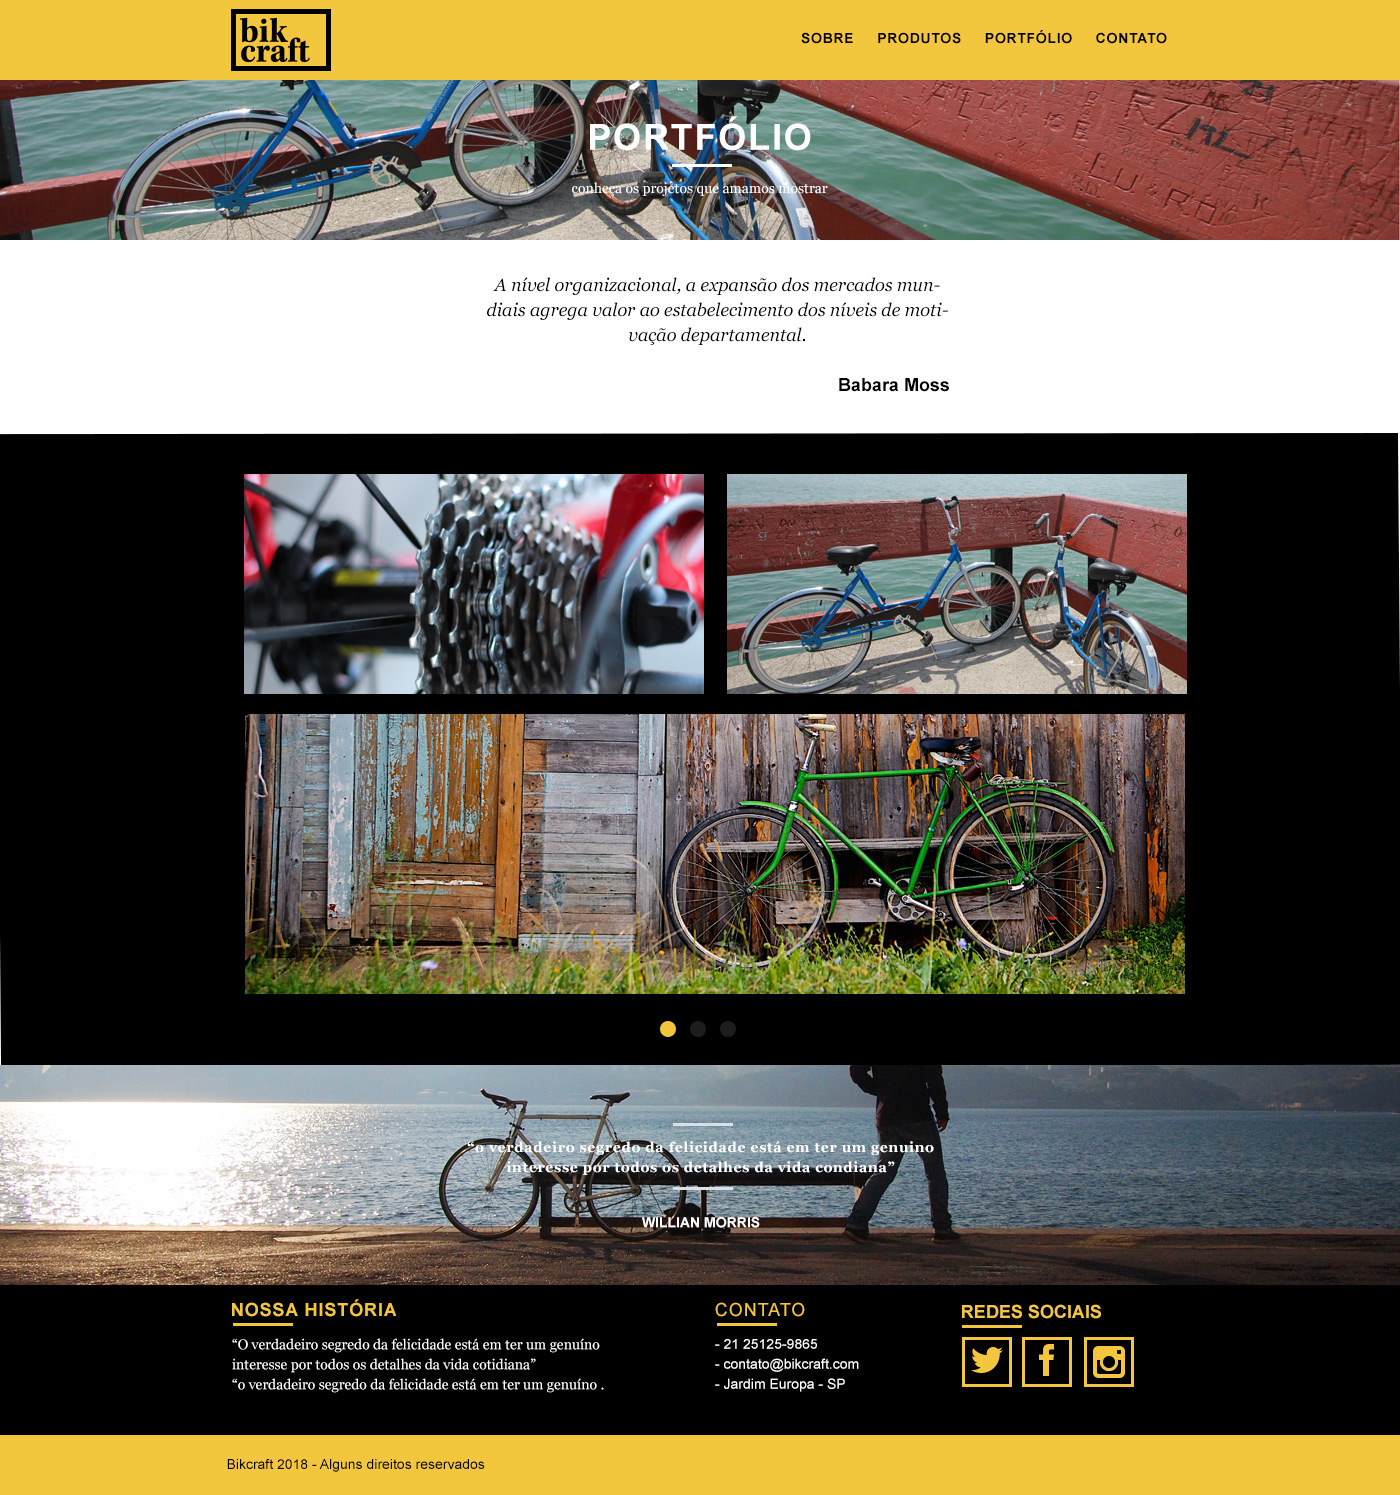 bik
craft
SOBRE PRODUTOS PORTFÓLIO CONTATO
PORTFÓLIO
conheça os projetos que amamos mostrar
A nível organizacional, a expansão dos mercados mun-
diais agrega valor ao estabelecimento dos níveis de moti-
vação departamental.
Babara Moss
“o verdadeiro segredo da felicidade está em ter um genuino
interesse por todos os detalhes da vida condiana”
WILLIAN MORRIS
NOSSA HISTÓRIA
“O verdadeiro segredo da felicidade está em ter um genuíno
interesse por todos os detalhes da vida cotidiana”
“o verdadeiro segredo da felicidade está em ter um genuíno .
CONTATO
- 21 25125-9865
- contato@bikcraft.com
- Jardim Europa - SP
REDES SOCIAIS
Bikcraft 2018 - Alguns direitos reservados